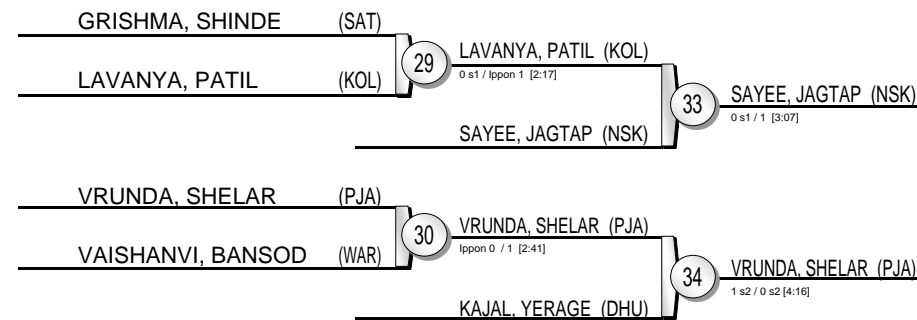 GRISHMA, SHINDE (SAT)
29
LAVANYA, PATIL (KOL)
0 s1 / Ippon 1 [2:17]
LAVANYA, PATIL (KOL)
33
SAYEE, JAGTAP (NSK)
0 s1 / 1 [3:07]
SAYEE, JAGTAP (NSK)
VRUNDA, SHELAR (PJA)
30
VRUNDA, SHELAR (PJA)
Ippon 0 / 1 [2:41]
VAISHANVI, BANSOD (WAR)
34
VRUNDA, SHELAR (PJA)
1 s2 / 0 s2 [4:16]
KAJAL, YERAGE (DHU)